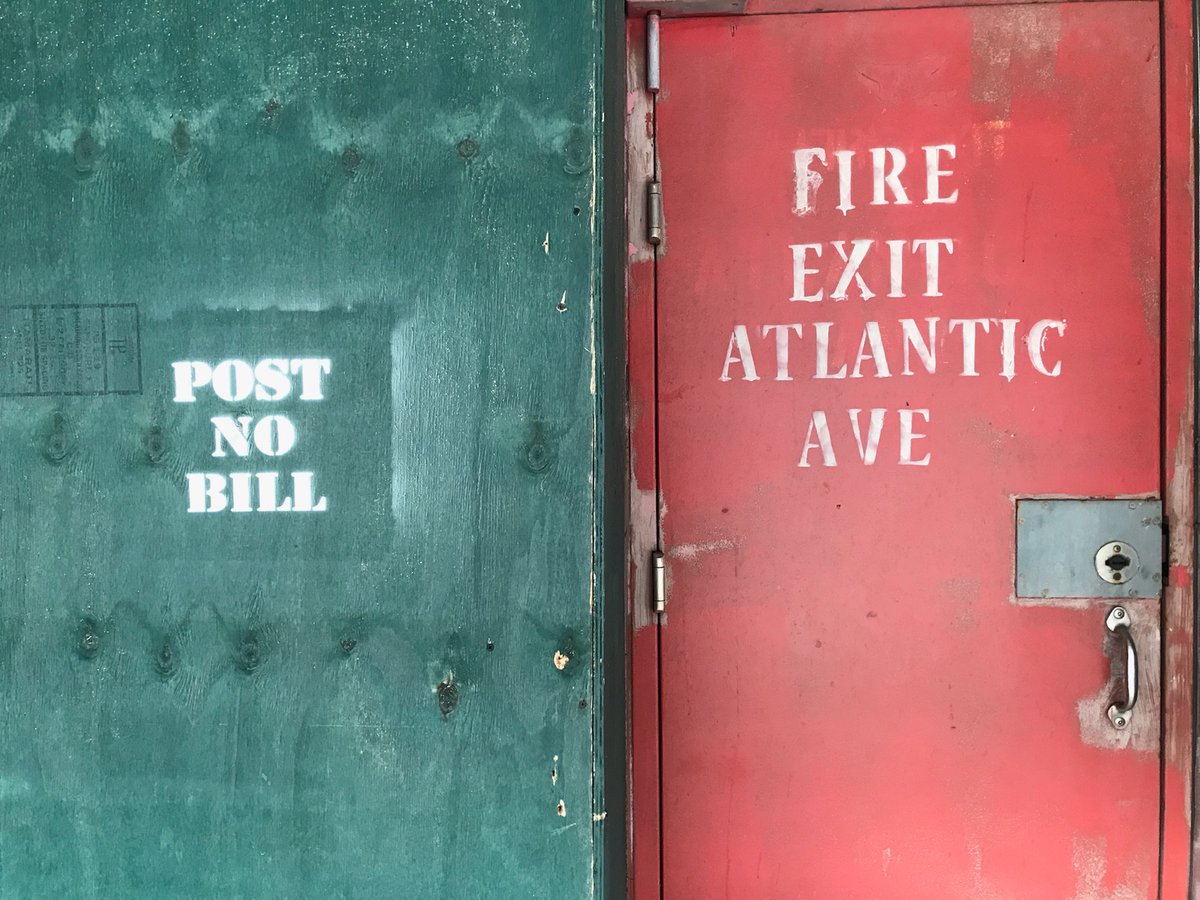 POST
NO
BILL
FIRE
EXIT
ATLANTIC
AVE